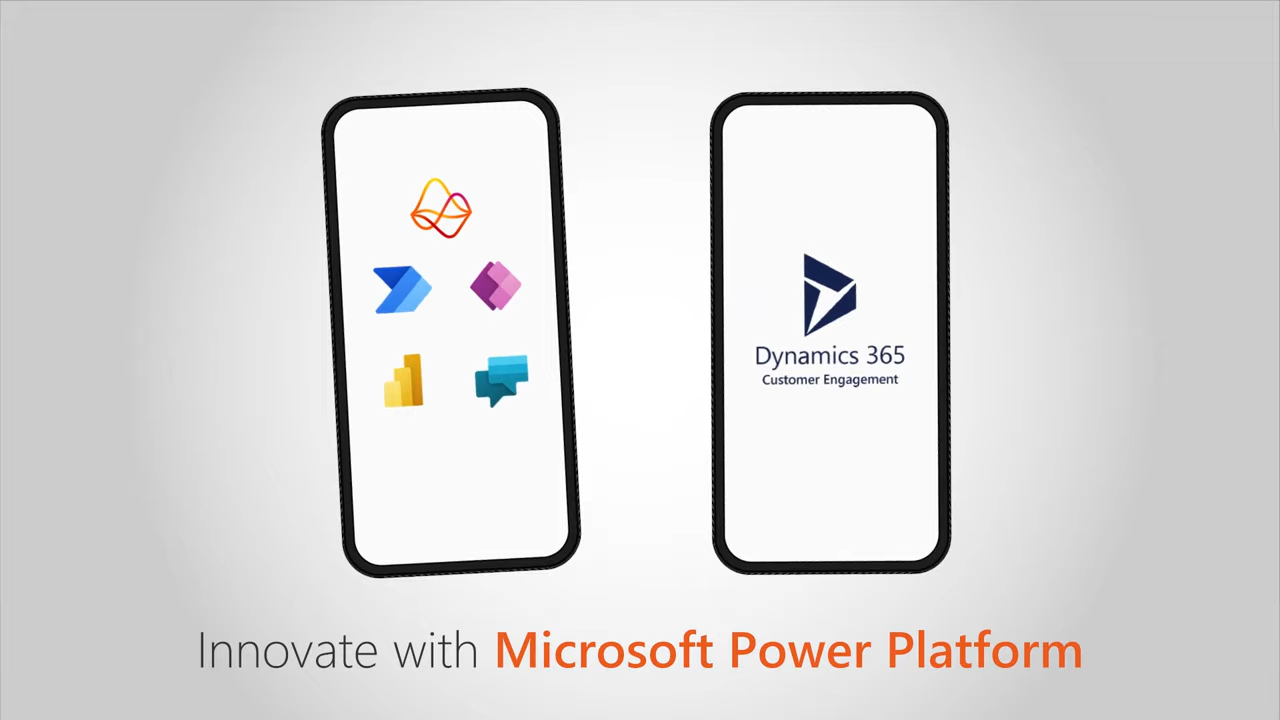 Dynamics 365
Customer Engagement
Innovate with Microsoft Power Platform